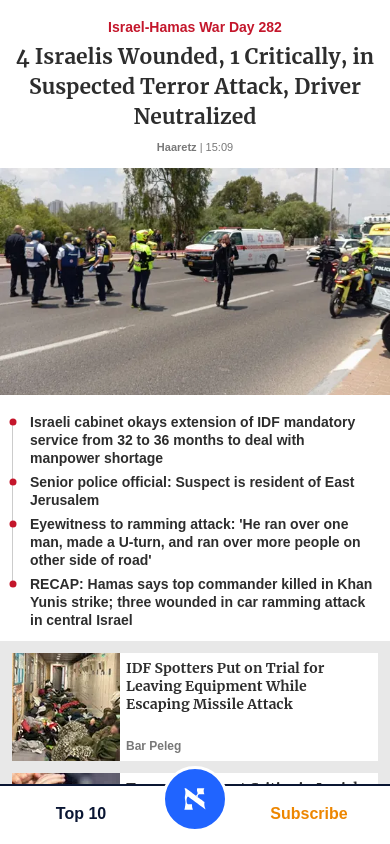 Israel-Hamas War Day 282
4 Israelis Wounded, 1 Critically, in
Suspected Terror Attack, Driver
Neutralized
Haaretz | 15:09
Israeli cabinet okays extension of IDF mandatory
service from 32 to 36 months to deal with
manpower shortage
Senior police official: Suspect is resident of East
Jerusalem
Eyewitness to ramming attack: 'He ran over one
man, made a U-turn, and ran over more people on
other side of road'
RECAP: Hamas says top commander killed in Khan
Yunis strike; three wounded in car ramming attack
in central Israel
IDF Spotters Put on Trial for
Leaving Equipment While
Escaping Missile Attack
Bar Peleg
Top 10
Subscribe